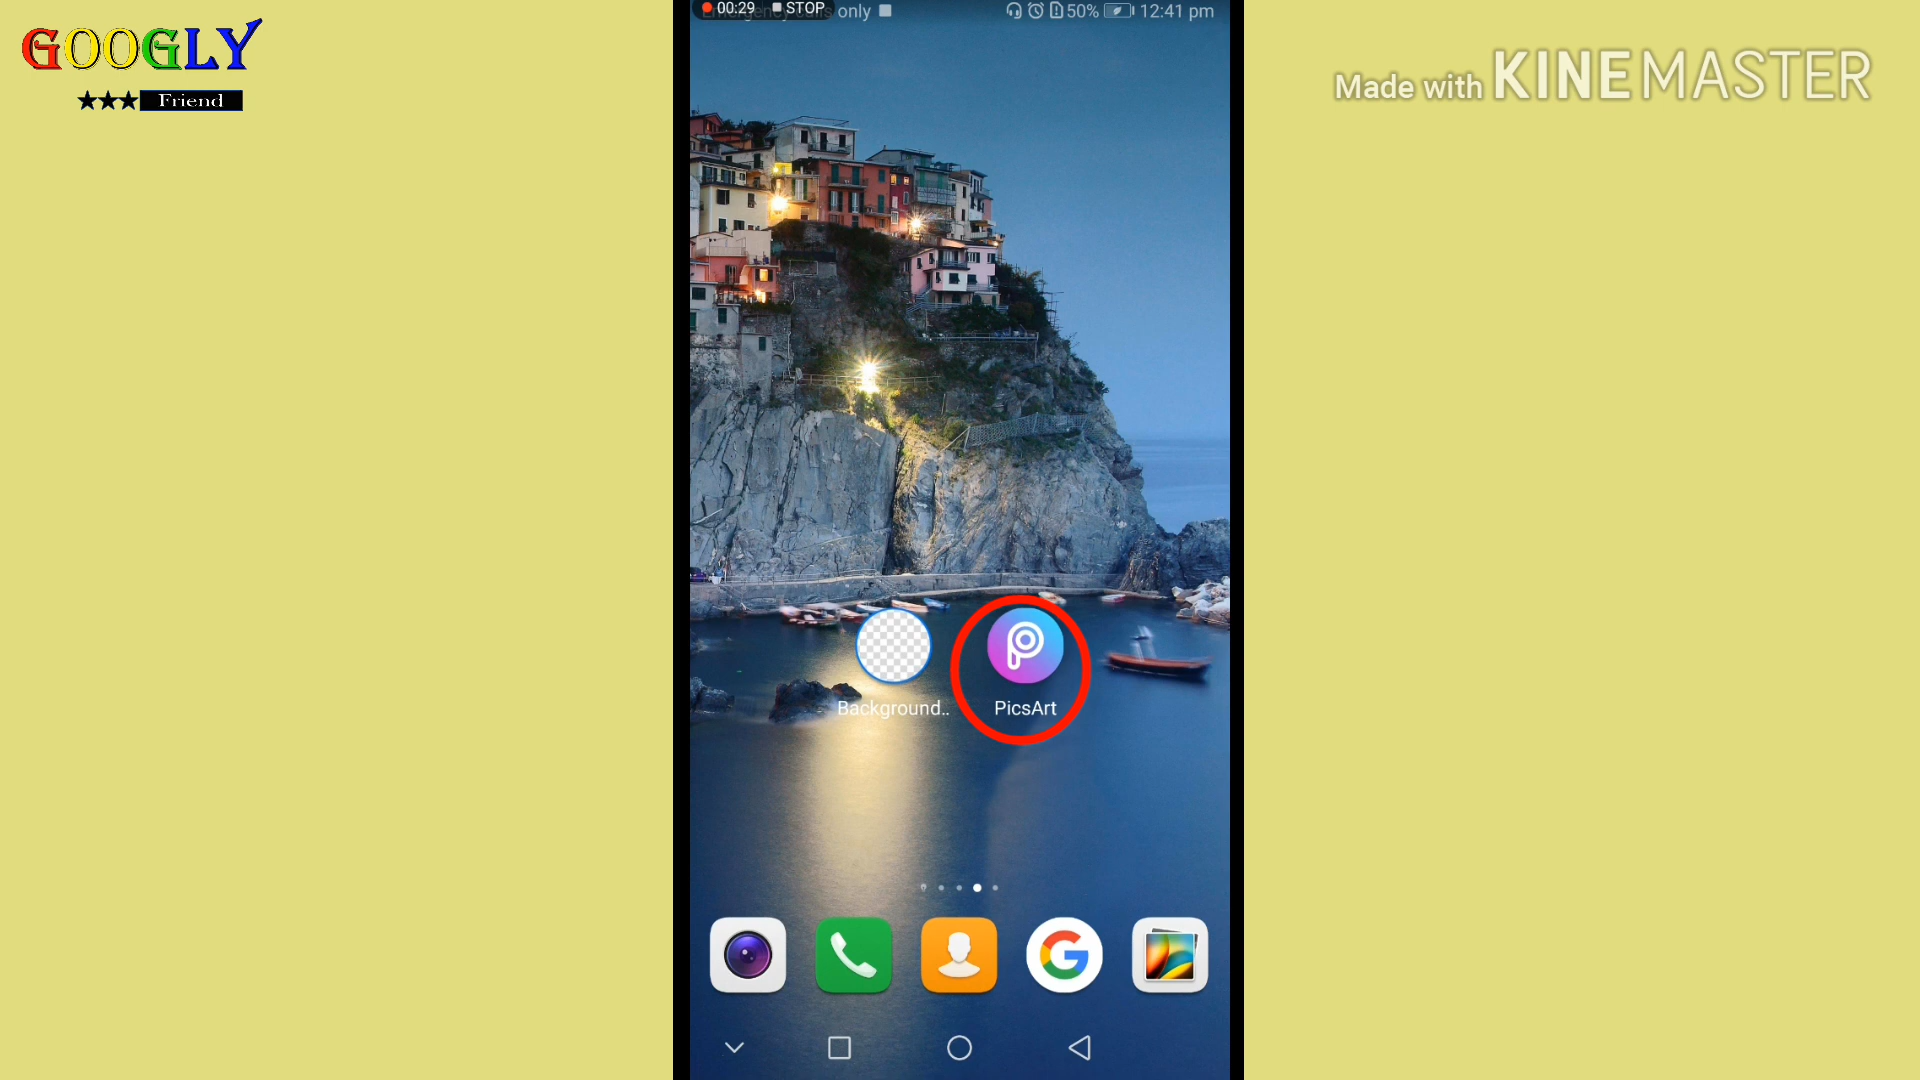 GOOGLY
★★★ Friend
Made with KINEMASTER
00:29 STOP only 50% 12:41 pm
Background.. PicsArt